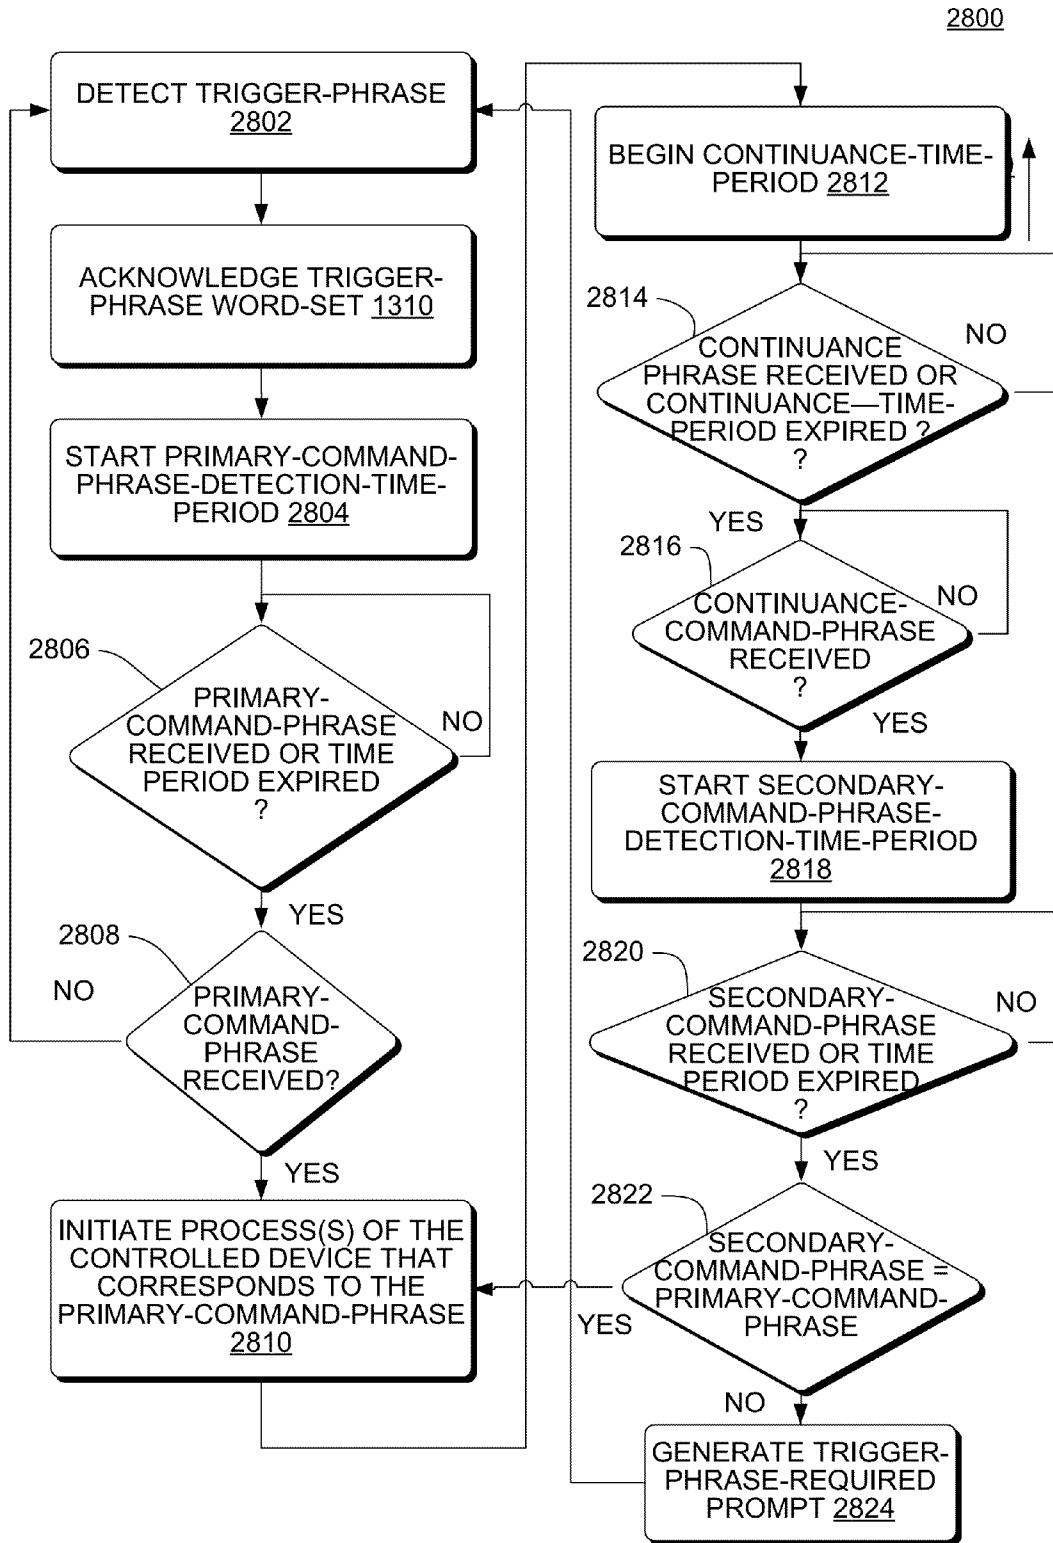 2800
DETECT TRIGGER-PHRASE
2802
ACKNOWLEDGE TRIGGER-
PHRASE WORD-SET 1310
START PRIMARY-COMMAND-
PHRASE-DETECTION-TIME-
PERIOD 2804
2806
PRIMARY-
COMMAND-PHRASE
RECEIVED OR TIME
PERIOD EXPIRED
?
NO
YES
2808
NO
PRIMARY-
COMMAND-
PHRASE
RECEIVED?
YES
INITIATE PROCESS(S) OF THE
CONTROLLED DEVICE THAT
CORRESPONDS TO THE
PRIMARY-COMMAND-PHRASE
2810
BEGIN CONTINUANCE-TIME-
PERIOD 2812
2814
NO
CONTINUANCE
PHRASE RECEIVED OR
CONTINUANCE—TIME-
PERIOD EXPIRED ?
?
YES
2816
NO
CONTINUANCE-
COMMAND-PHRASE
RECEIVED
?
YES
START SECONDARY-
COMMAND-PHRASE-
DETECTION-TIME-PERIOD
2818
2820
NO
SECONDARY-
COMMAND-PHRASE
RECEIVED OR TIME
PERIOD EXPIRED
?
YES
2822
SECONDARY-
COMMAND-PHRASE =
PRIMARY-COMMAND-
PHRASE
YES
NO
GENERATE TRIGGER-
PHRASE-REQUIRED
PROMPT 2824